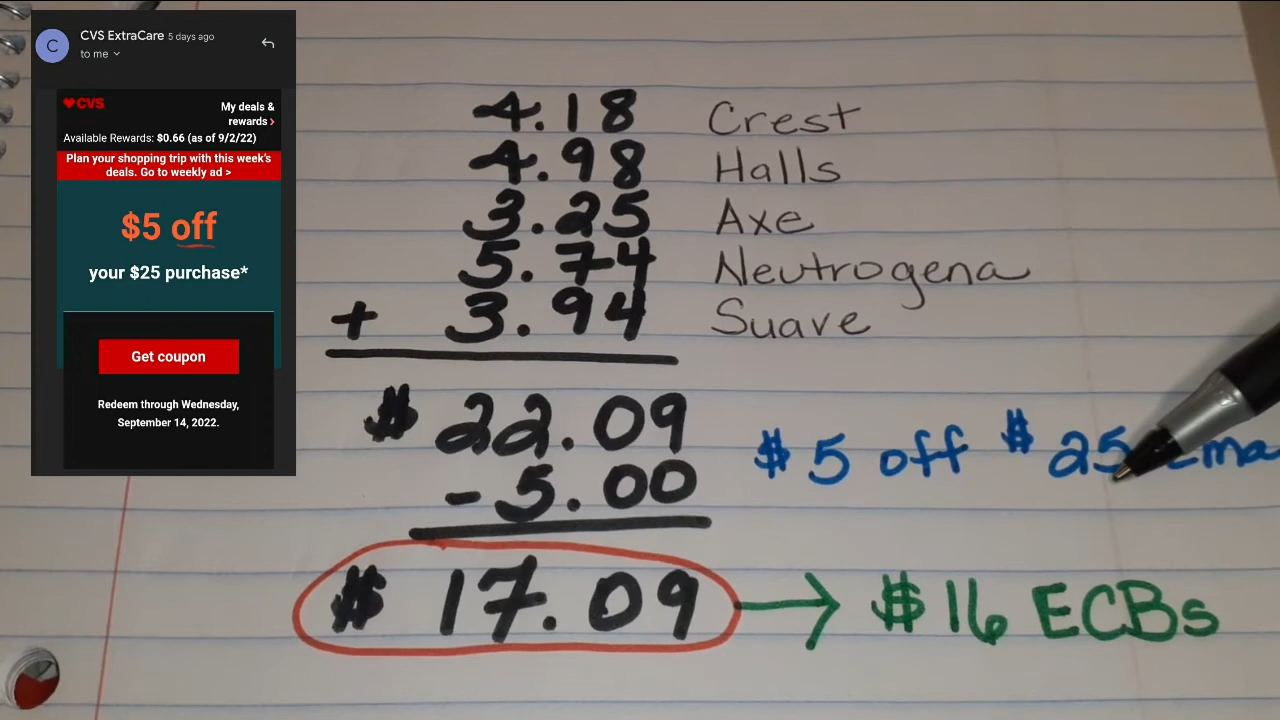 C
CVS ExtraCare 5 days ago
to me
CVS
My deals &
rewards >
Available Rewards: $0.66 (as of 9/2/22)
Plan your shopping trip with this week's
deals. Go to weekly ad >
$5 off
your $25 purchase*
Get coupon
Redeem through Wednesday,
September 14, 2022.
4.18 Crest
4.98 Halls
3.25 Axe
5.74 Neutrogena
+ 3.94 Suave
$ 22.09
- 5.00 $5 off $25
$ 17.09 → $16 ECBs